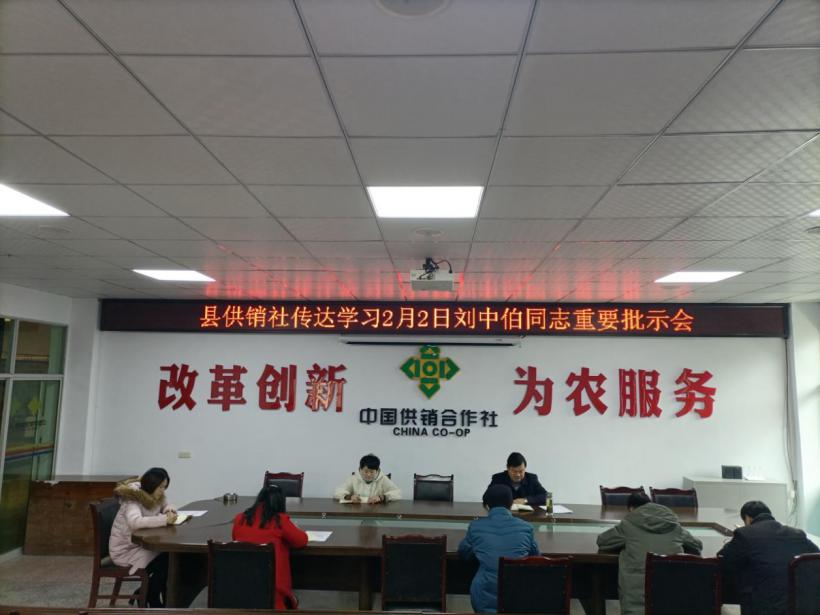 县供销社传达学习2月2日刘中伯同志重要批示会
改革创新
为农服务
中国供销合作社
CHINA CO-OP